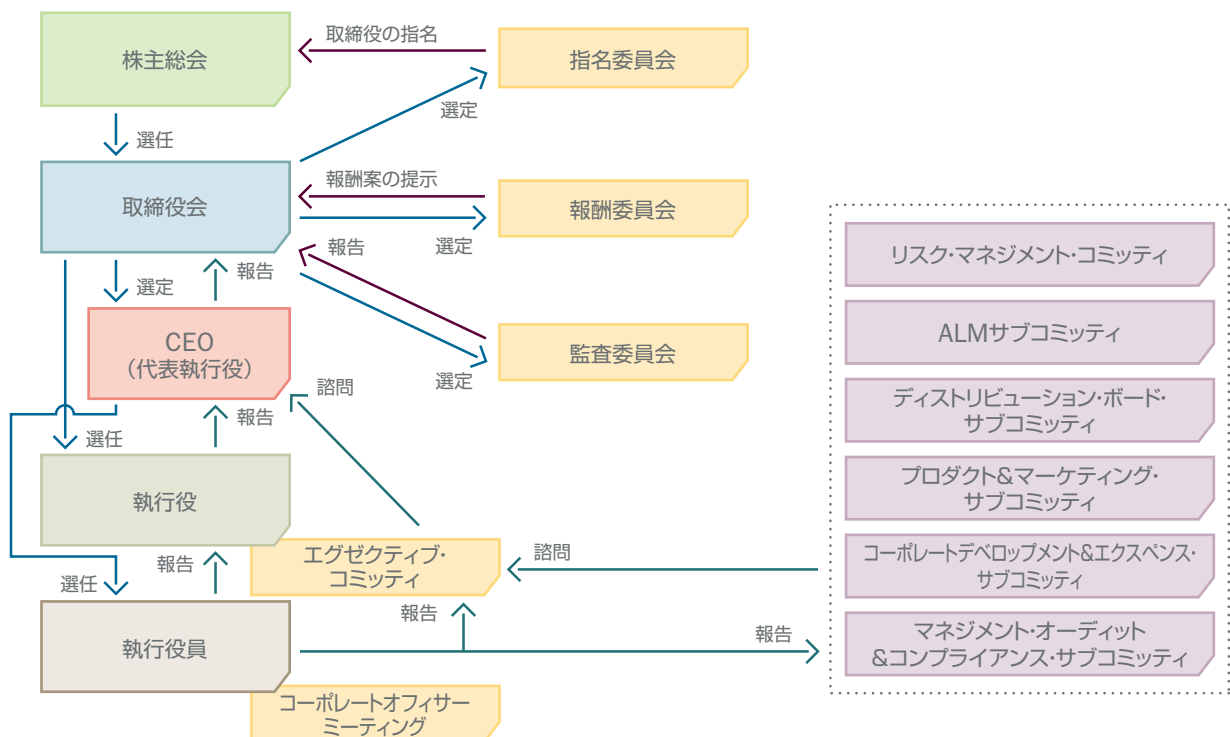 株主総会
取締役の指名
指名委員会
選定
選任
取締役会
報酬案の提示
報酬委員会
選定
報告
選定
報告
CEO
（代表執行役）
監査委員会
選定
諮問
報告
選任
執行役
報告
エグゼクティブ・
コミッティ
諮問
選任
報告
報告
執行役員
コーポレートオフィサー
ミーティング
リスク・マネジメント・コミッティ
ALMサブコミッティ
ディストリビューション・ボード・
サブコミッティ
プロダクト&マーケティング・
サブコミッティ
コーポレートデベロップメント&エクスペンス・
サブコミッティ
マネジメント・オーディット
&コンプライアンス・サブコミッティ